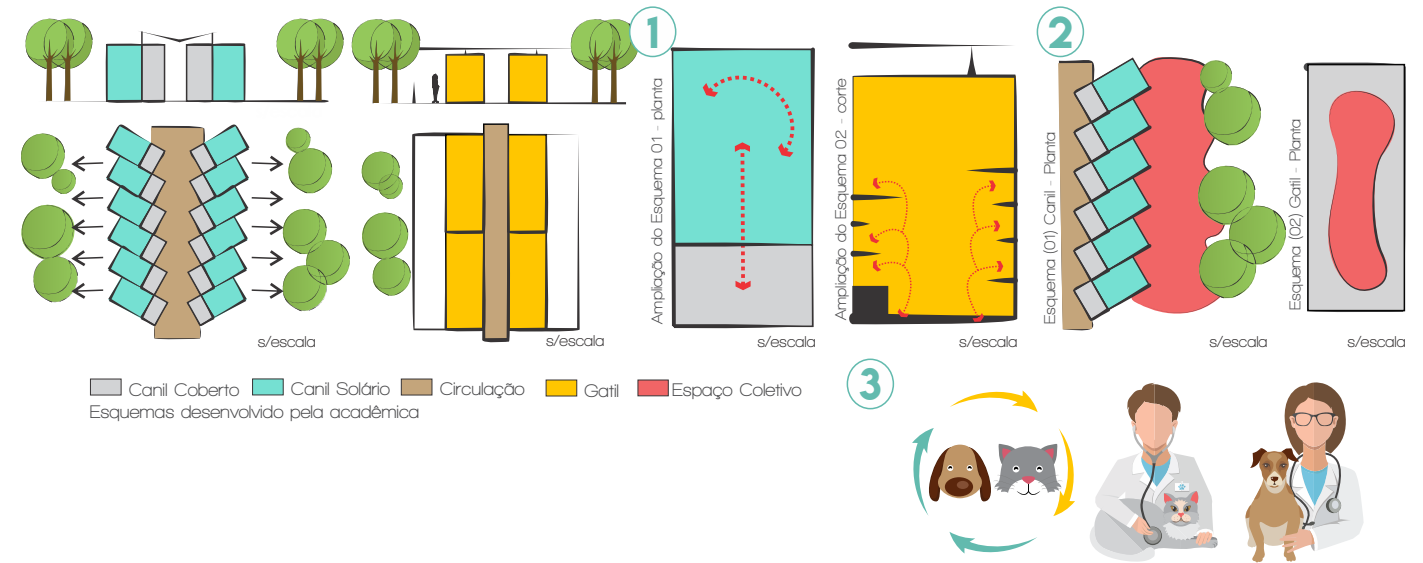 1
2
Ampliação do Esquema 01 - planta
Ampliação do Esquema 02 - corte
Esquema (01) Canil - Planta
Esquema (02) Gatil - Planta
s/escala
s/escala
s/escala
s/escala
s/escala
s/escala
Canil Coberto
Canil Solário
Circulação
Gatil
Espaço Coletivo
Esquemas desenvolvido pela acadêmica
3